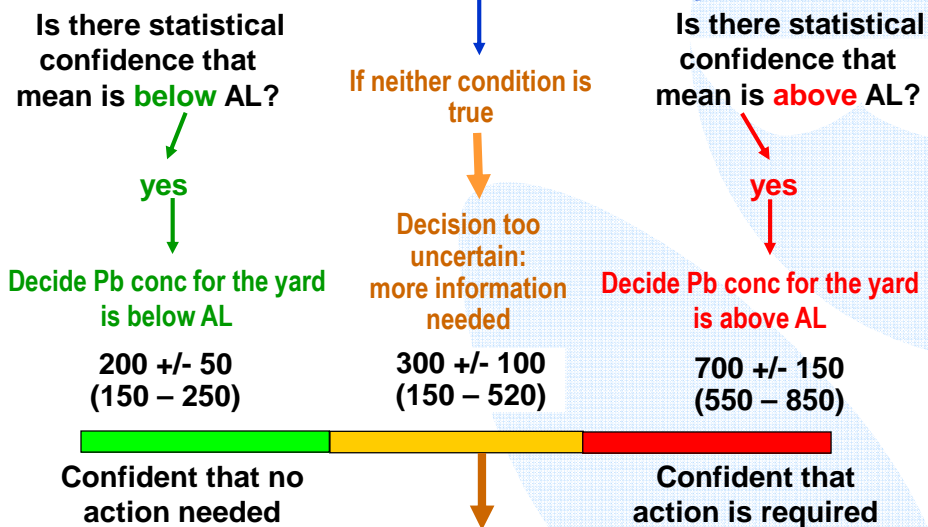 Is there statistical
confidence that
mean is below AL?
yes
Decide Pb conc for the yard
is below AL
200 +/- 50
(150 – 250)
If neither condition is
true
Decision too
uncertain:
more information
needed
300 +/- 100
(150 – 520)
Is there statistical
confidence that
mean is above AL?
yes
Decide Pb conc for the yard
is above AL
700 +/- 150
(550 – 850)
Confident that no
action needed
Confident that
action is required